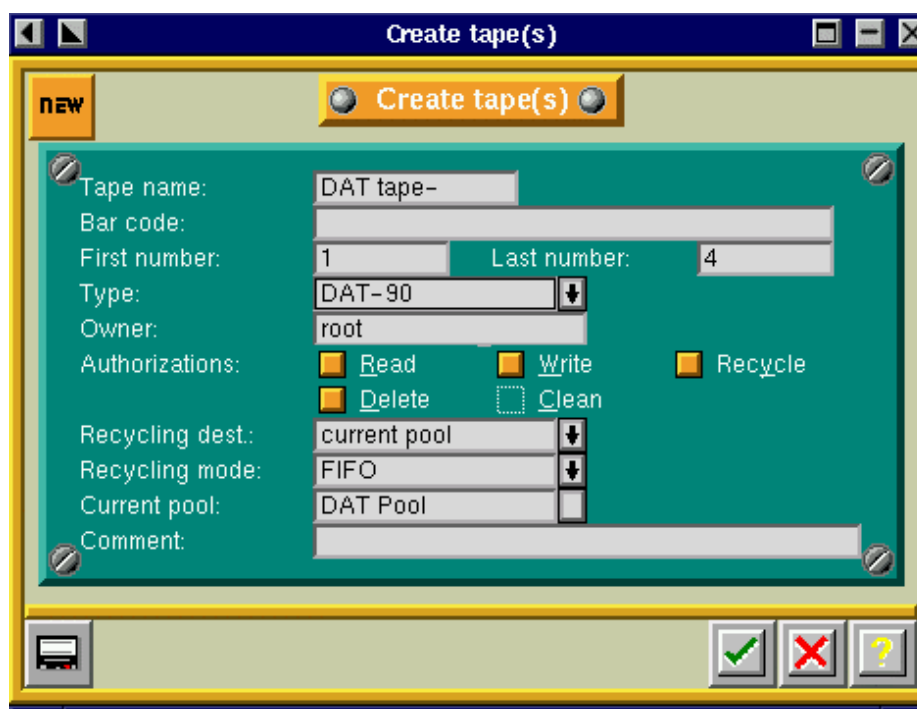 Create tape(s)
new
Create tape(s)
Tape name: DAT tape-
Bar code:
First number: 1 Last number: 4
Type: DAT-90
Owner: root
Authorizations: Read Write Recycle
Delete Clean
Recycling dest.: current pool
Recycling mode: FIFO
Current pool: DAT Pool
Comment:
?